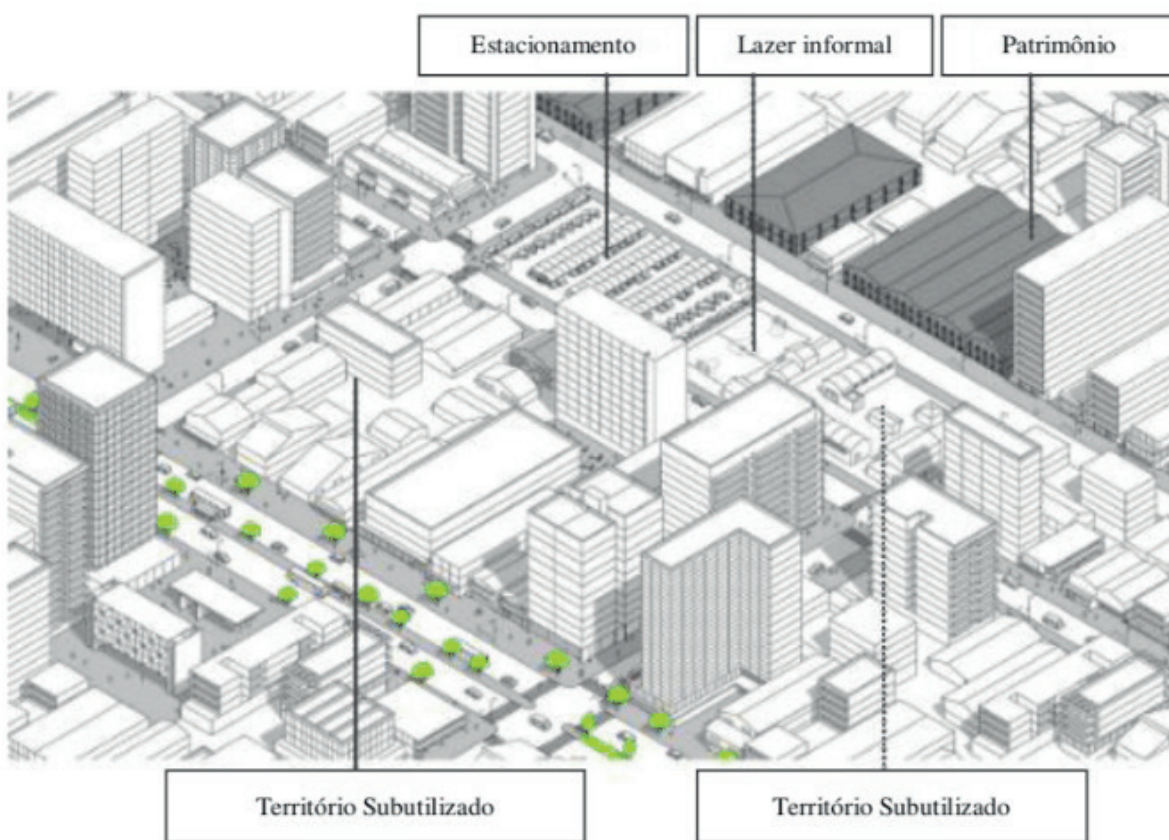 Estacionamento
Lazer informal
Patrimônio
Território Subutilizado
Território Subutilizado